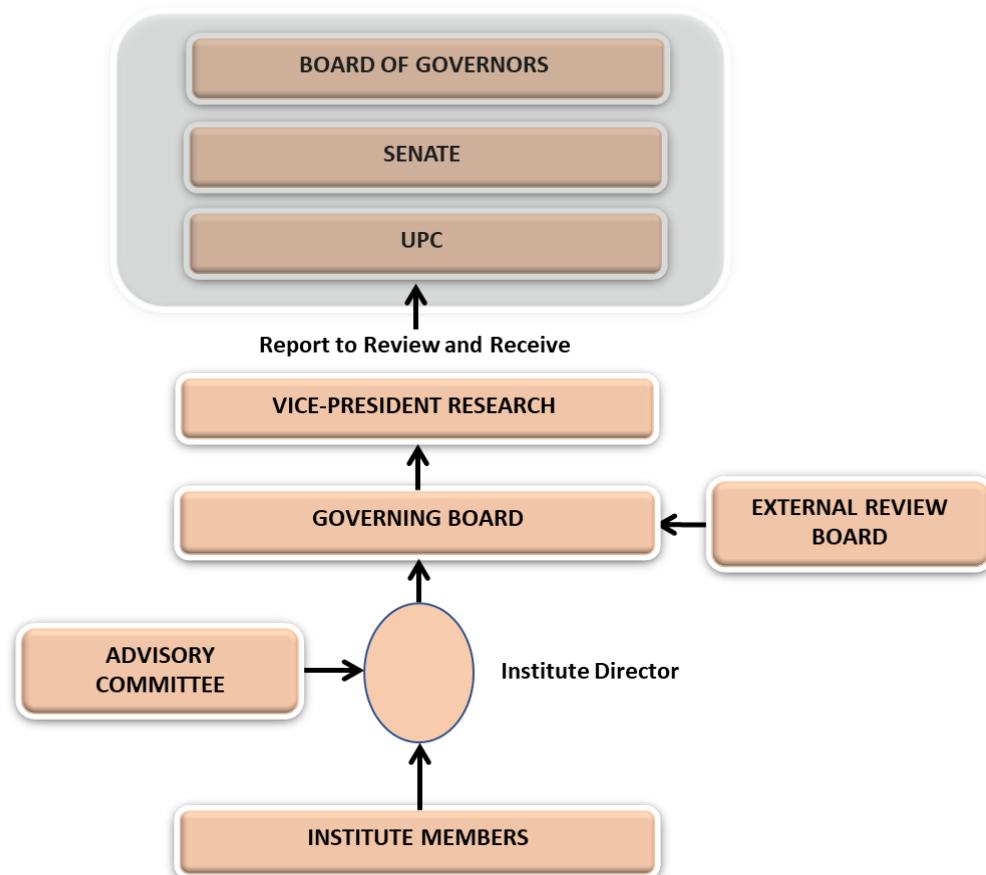 BOARD OF GOVERNORS
SENATE
UPC
Report to Review and Receive
VICE-PRESIDENT RESEARCH
GOVERNING BOARD
EXTERNAL REVIEW
BOARD
ADVISORY
COMMITTEE
Institute Director
INSTITUTE MEMBERS